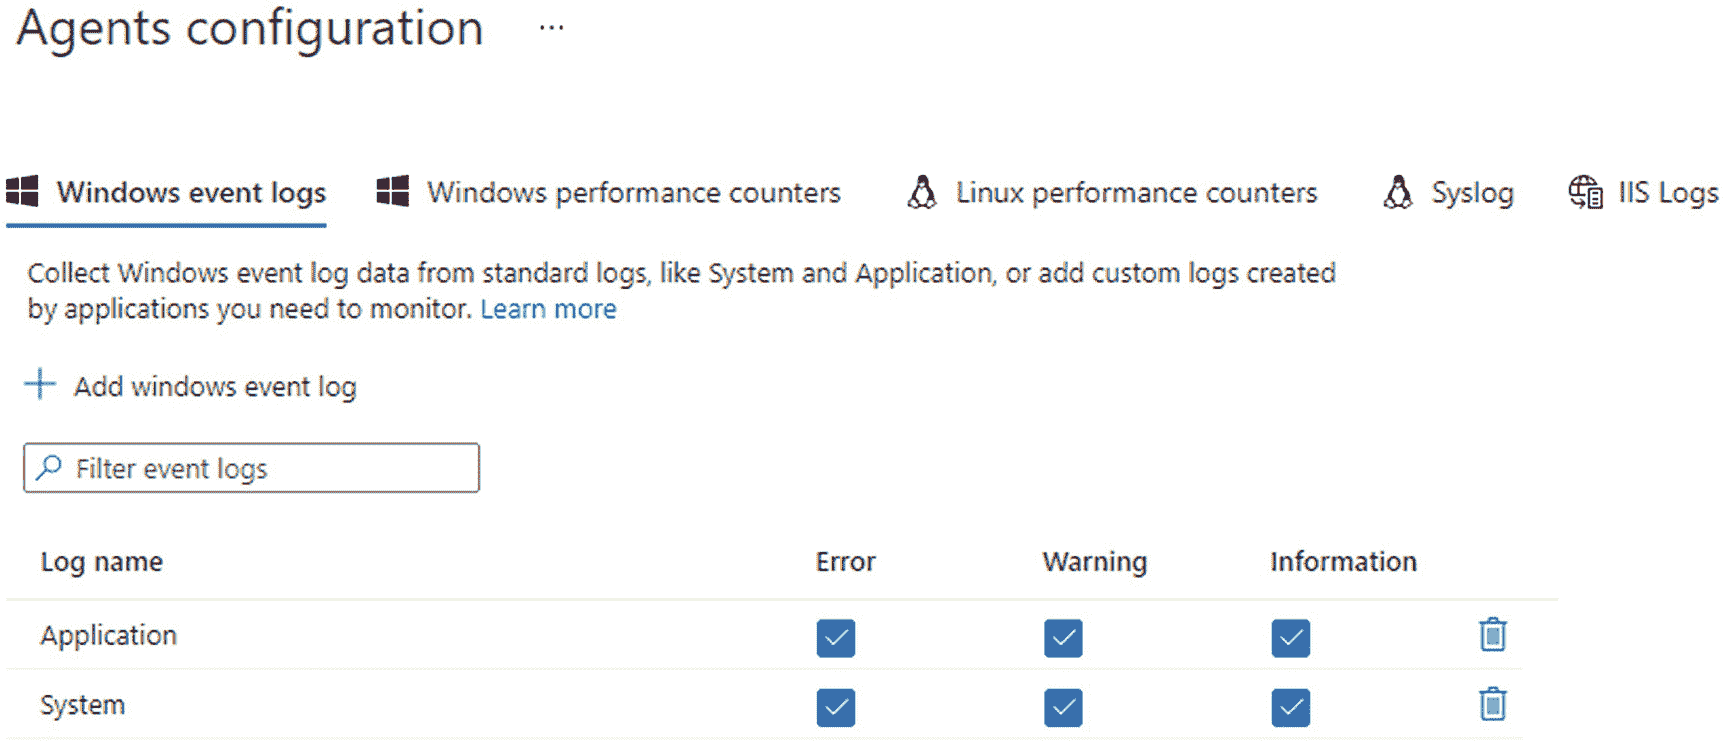 Agents configuration ...
Windows event logs Windows performance counters Linux performance counters Syslog IIS Logs
Collect Windows event log data from standard logs, like System and Application, or add custom logs created
by applications you need to monitor. Learn more
Add windows event log
Filter event logs
Log name Error Warning Information
Application
System